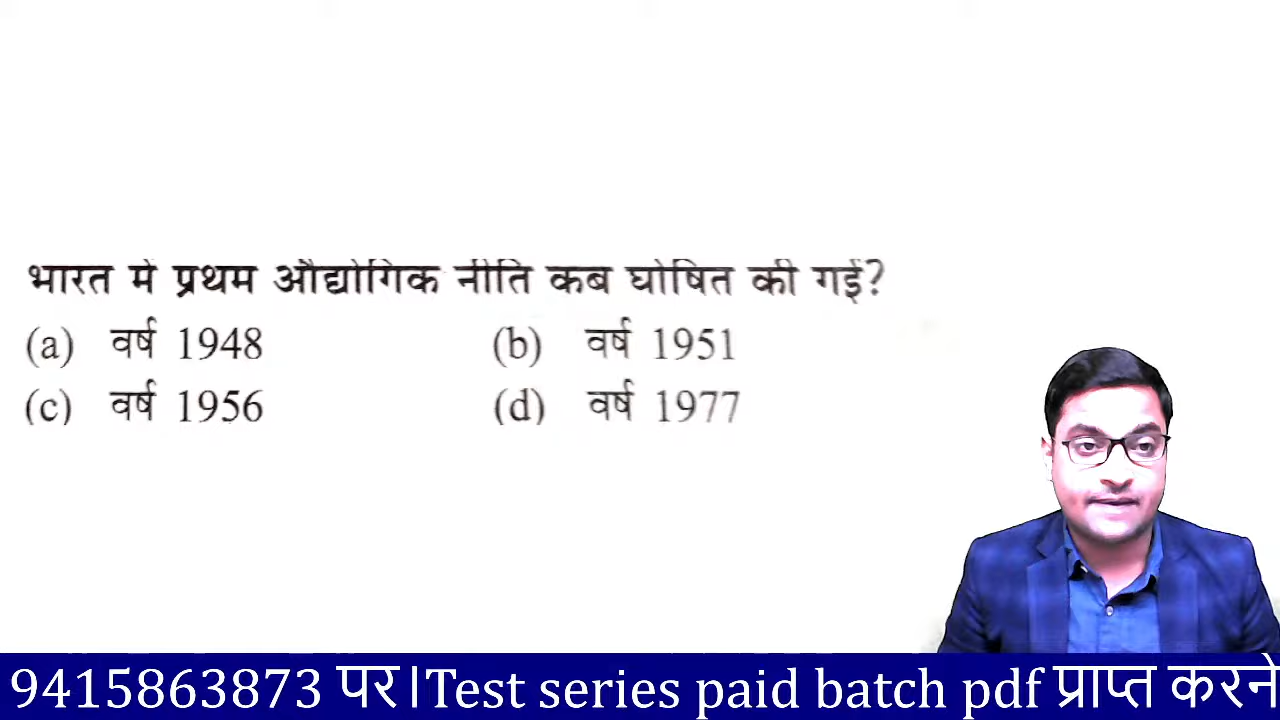 भारत में प्रथम औद्योगिक नीति कब घोषित की गई?
(a) वर्ष 1948 (b) वर्ष 1951
(c) वर्ष 1956 (d) वर्ष 1977
9415863873 पर।Test series paid batch pdf प्राप्त करने